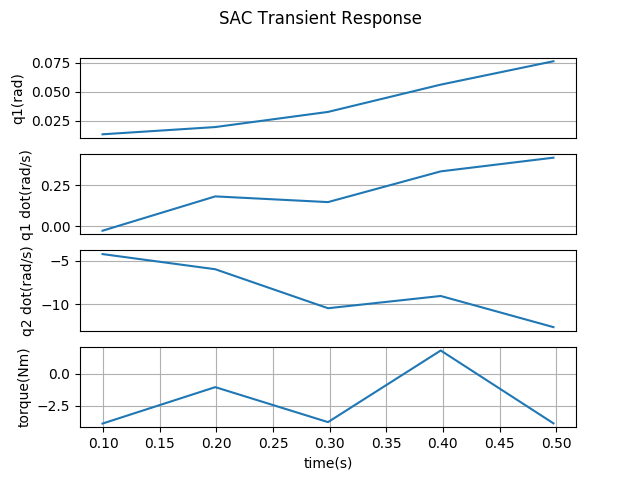 SAC Transient Response
q1(rad)
0.075
0.050
0.025
q1 dot(rad/s)
0.25
0.00
q2 dot(rad/s)
−5
−10
torque(Nm)
0.0
−2.5
0.10 0.15 0.20 0.25 0.30 0.35 0.40 0.45 0.50
time(s)